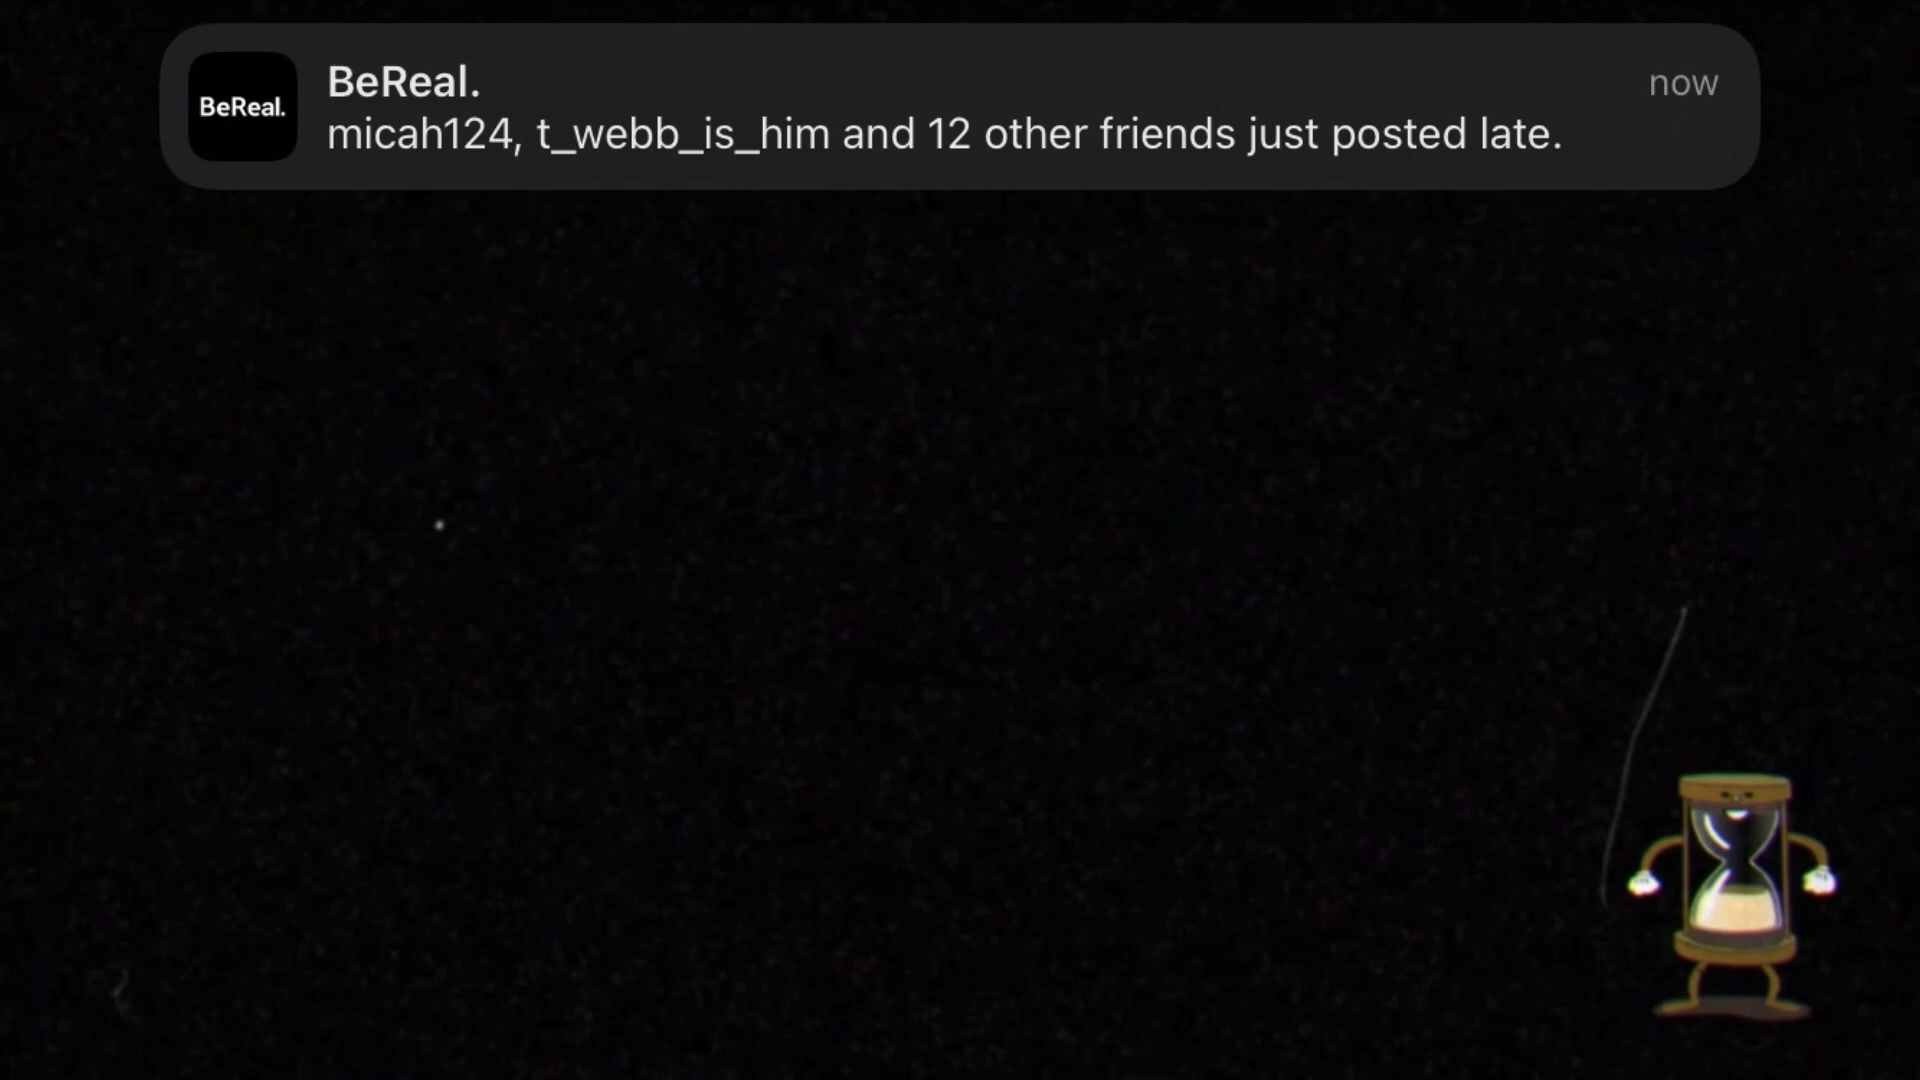 BeReal.
BeReal.
now
micah124, t_webb_is_him and 12 other friends just posted late.